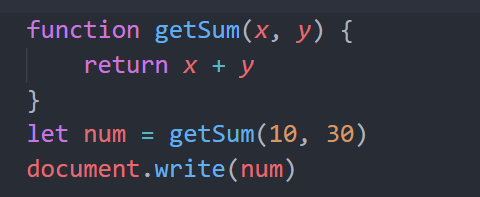 function getSum(x, y) {
    return x + y
}
let num = getSum(10, 30)
document.write(num)